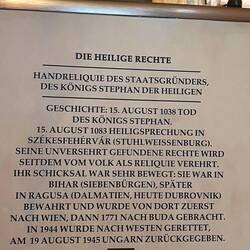 DIE HEILIGE RECHTE
HANDRELIQUIE DES STAATSGRÜNDERS,
DES KÖNIGS STEPHAN DER HEILIGEN
GESCHICHTE: 15. AUGUST 1038 TOD
DES KÖNIGS STEPHAN.
15. AUGUST 1083 HEILIGSPRECHUNG IN
SZÉKESFEHÉRVÁR (STUHLWEISSENBURG).
SEINE UNVERSEHRT GEFUNDENE RECHTE WIRD
SEITDEM VOM VOLK ALS RELIQUIE VEREHRT.
IHR SCHICKSAL WAR SEHR BEWEGT: SIE WAR IN
BIHAR (SIEBENBÜRGEN), SPÄTER
IN RAGUSA (DALMATIEN, HEUTE DUBROVNIK)
BEWAHRT UND WURDE VON DORT ZUERST
NACH WIEN, DANN 1771 NACH BUDA GEBRACHT.
IN 1944 WURDE NACH WESTEN GERETTET,
AM 19 AUGUST 1945 UNGARN ZURÜCKGEGEBEN.